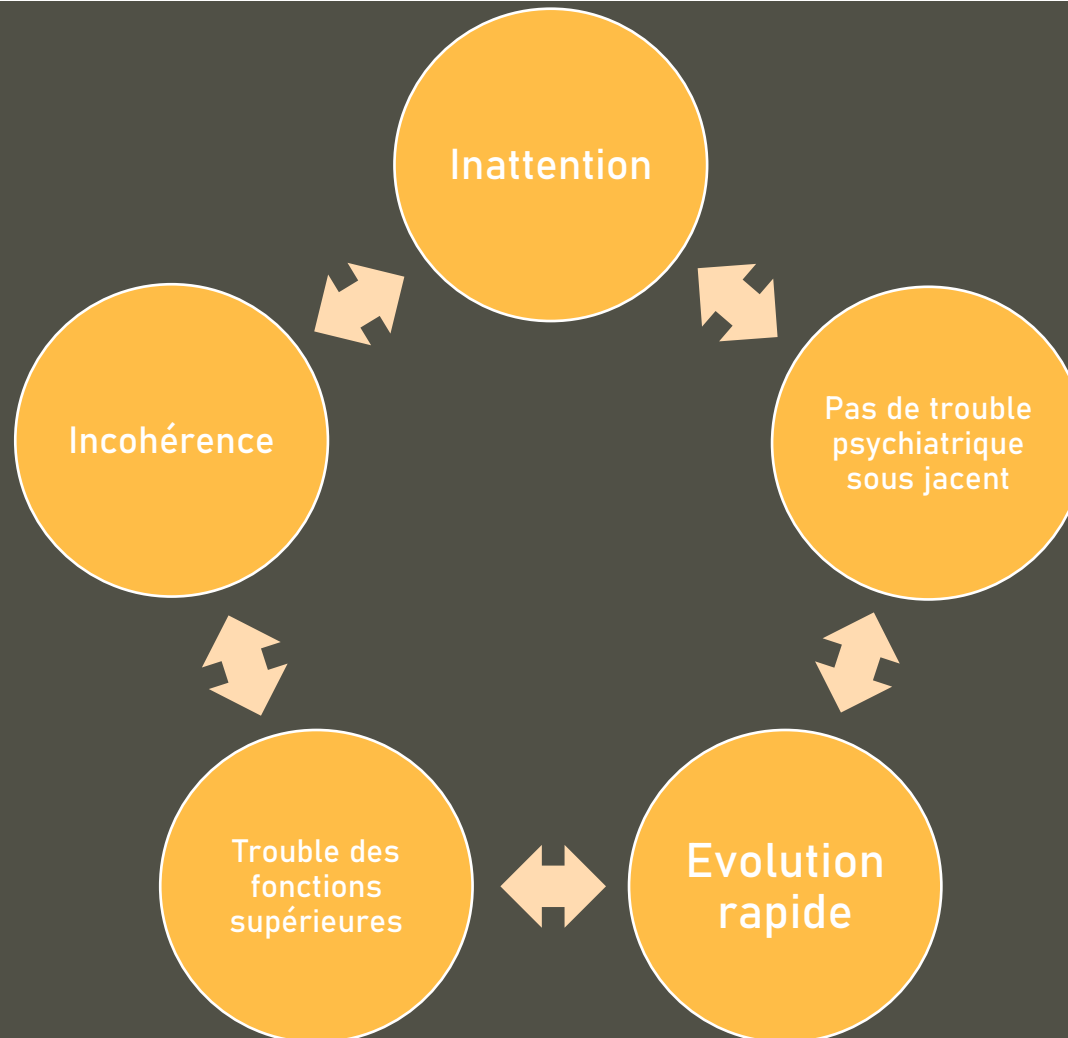 Inattention
Pas de trouble
psychiatrique
sous jacent
Evolution
rapide
Trouble des
fonctions
supérieures
Incohérence